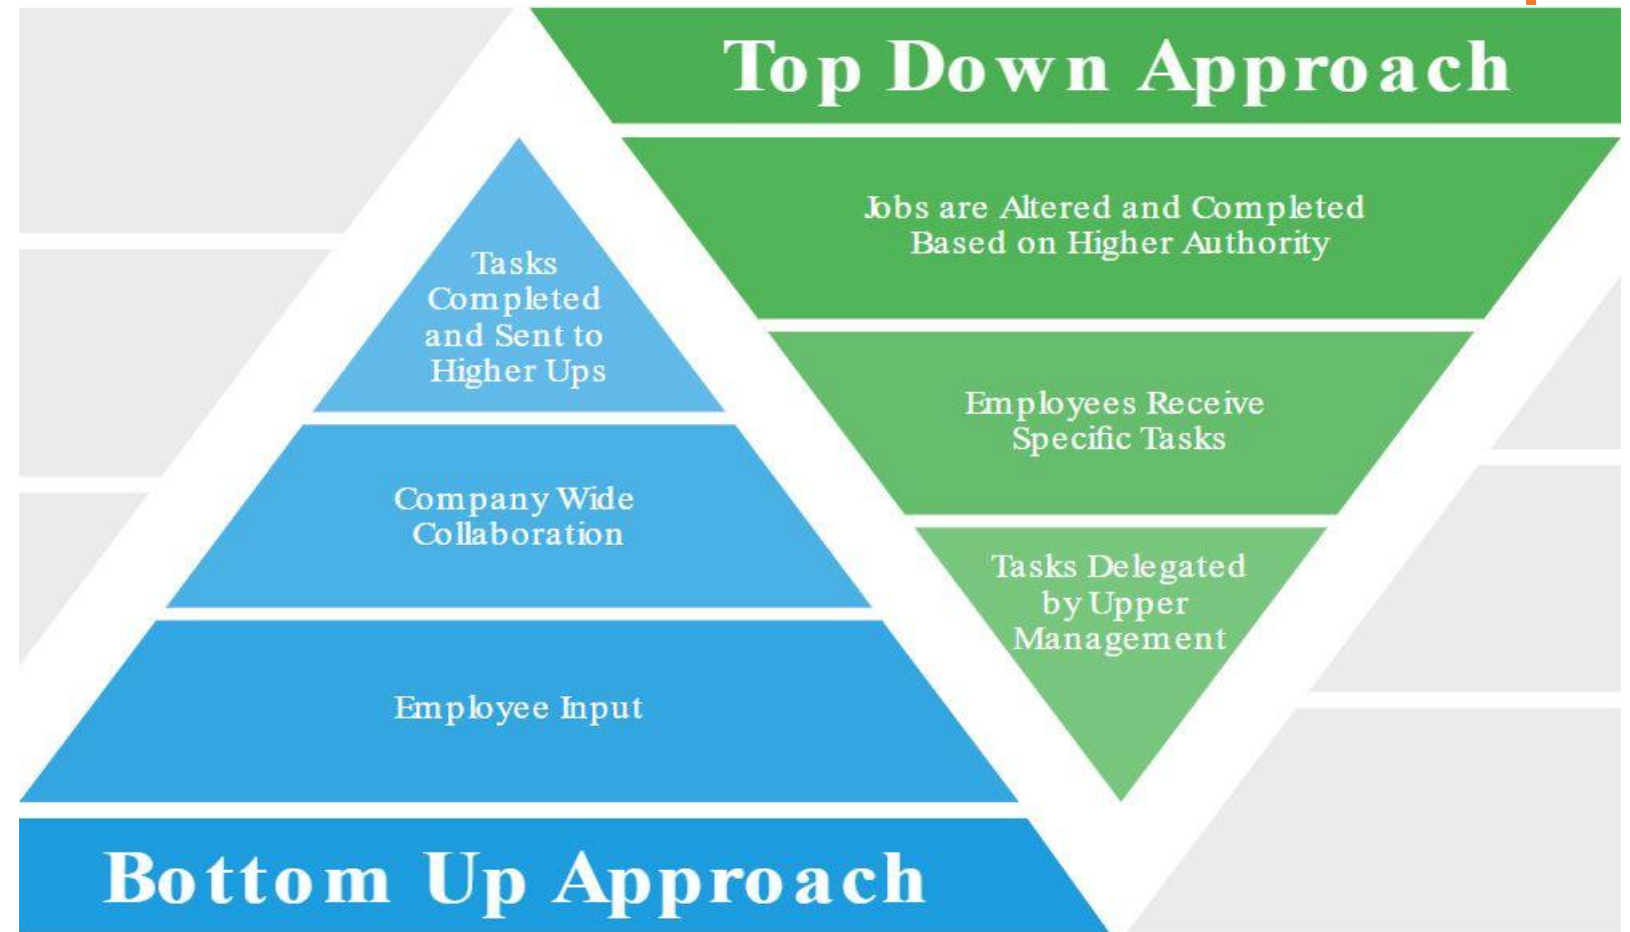 Top Down Approach
Jobs are Altered and Completed
Based on Higher Authority
Employees Receive
Specific Tasks
Tasks Delegated
by Upper
Management
Tasks
Completed
and Sent to
Higher Ups
Company Wide
Collaboration
Employee Input
Bottom Up Approach